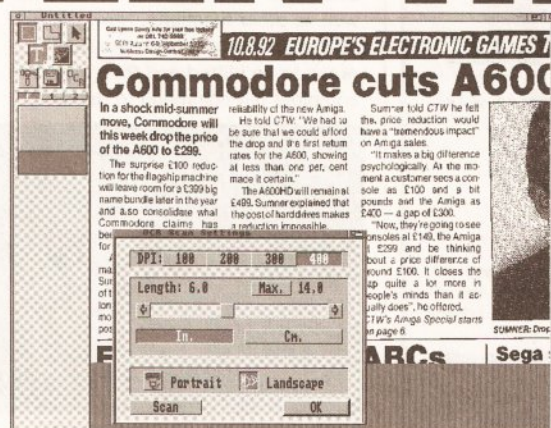 Untitled
10.8.92 EUROPE'S ELECTRONIC GAMES T
Commodore cuts A600
In a shock mid-summer
move, Commodore will
this week drop the price
of the A600 to £299.
The surprise £100 reduc-
tion for the flagship machine
will leave room for a £399 big
name bundle later in the year
and also consolidate what
Commodore claims has
reliability of the new Amiga.
He told CTW: "We had to
be sure that we could afford
the drop and the first return
rates for the A600, showing
at less than one per, cent
made it certain."
The A600HD will remain at
£499. Sumner explained that
the cost of hard drives makes
a reduction impossible.
Sumner told CTW he felt
the price reduction would
have a "tremendous impact"
on Amiga sales.
"It makes a big difference
psychologically. At the mo-
ment a customer sees a con-
sole as £100 and a bit
pounds and the Amiga as
£400 — a gap of £300.
"Now, they're going to see
consoles at £149, the Amiga
£299 and be thinking
about a price difference of
round £100. It closes the
gap quite a lot more in
people's minds than it ac-
tually does", he offered.
CTW's Amiga Special starts
on page 6.
SUMNER: Drop
ABCs
Sega
OCR Scan Settings
DPI: 100 200 300 400
Length: 6.0 Max. 14.0
In. Cm.
Portrait Landscape
Scan OK